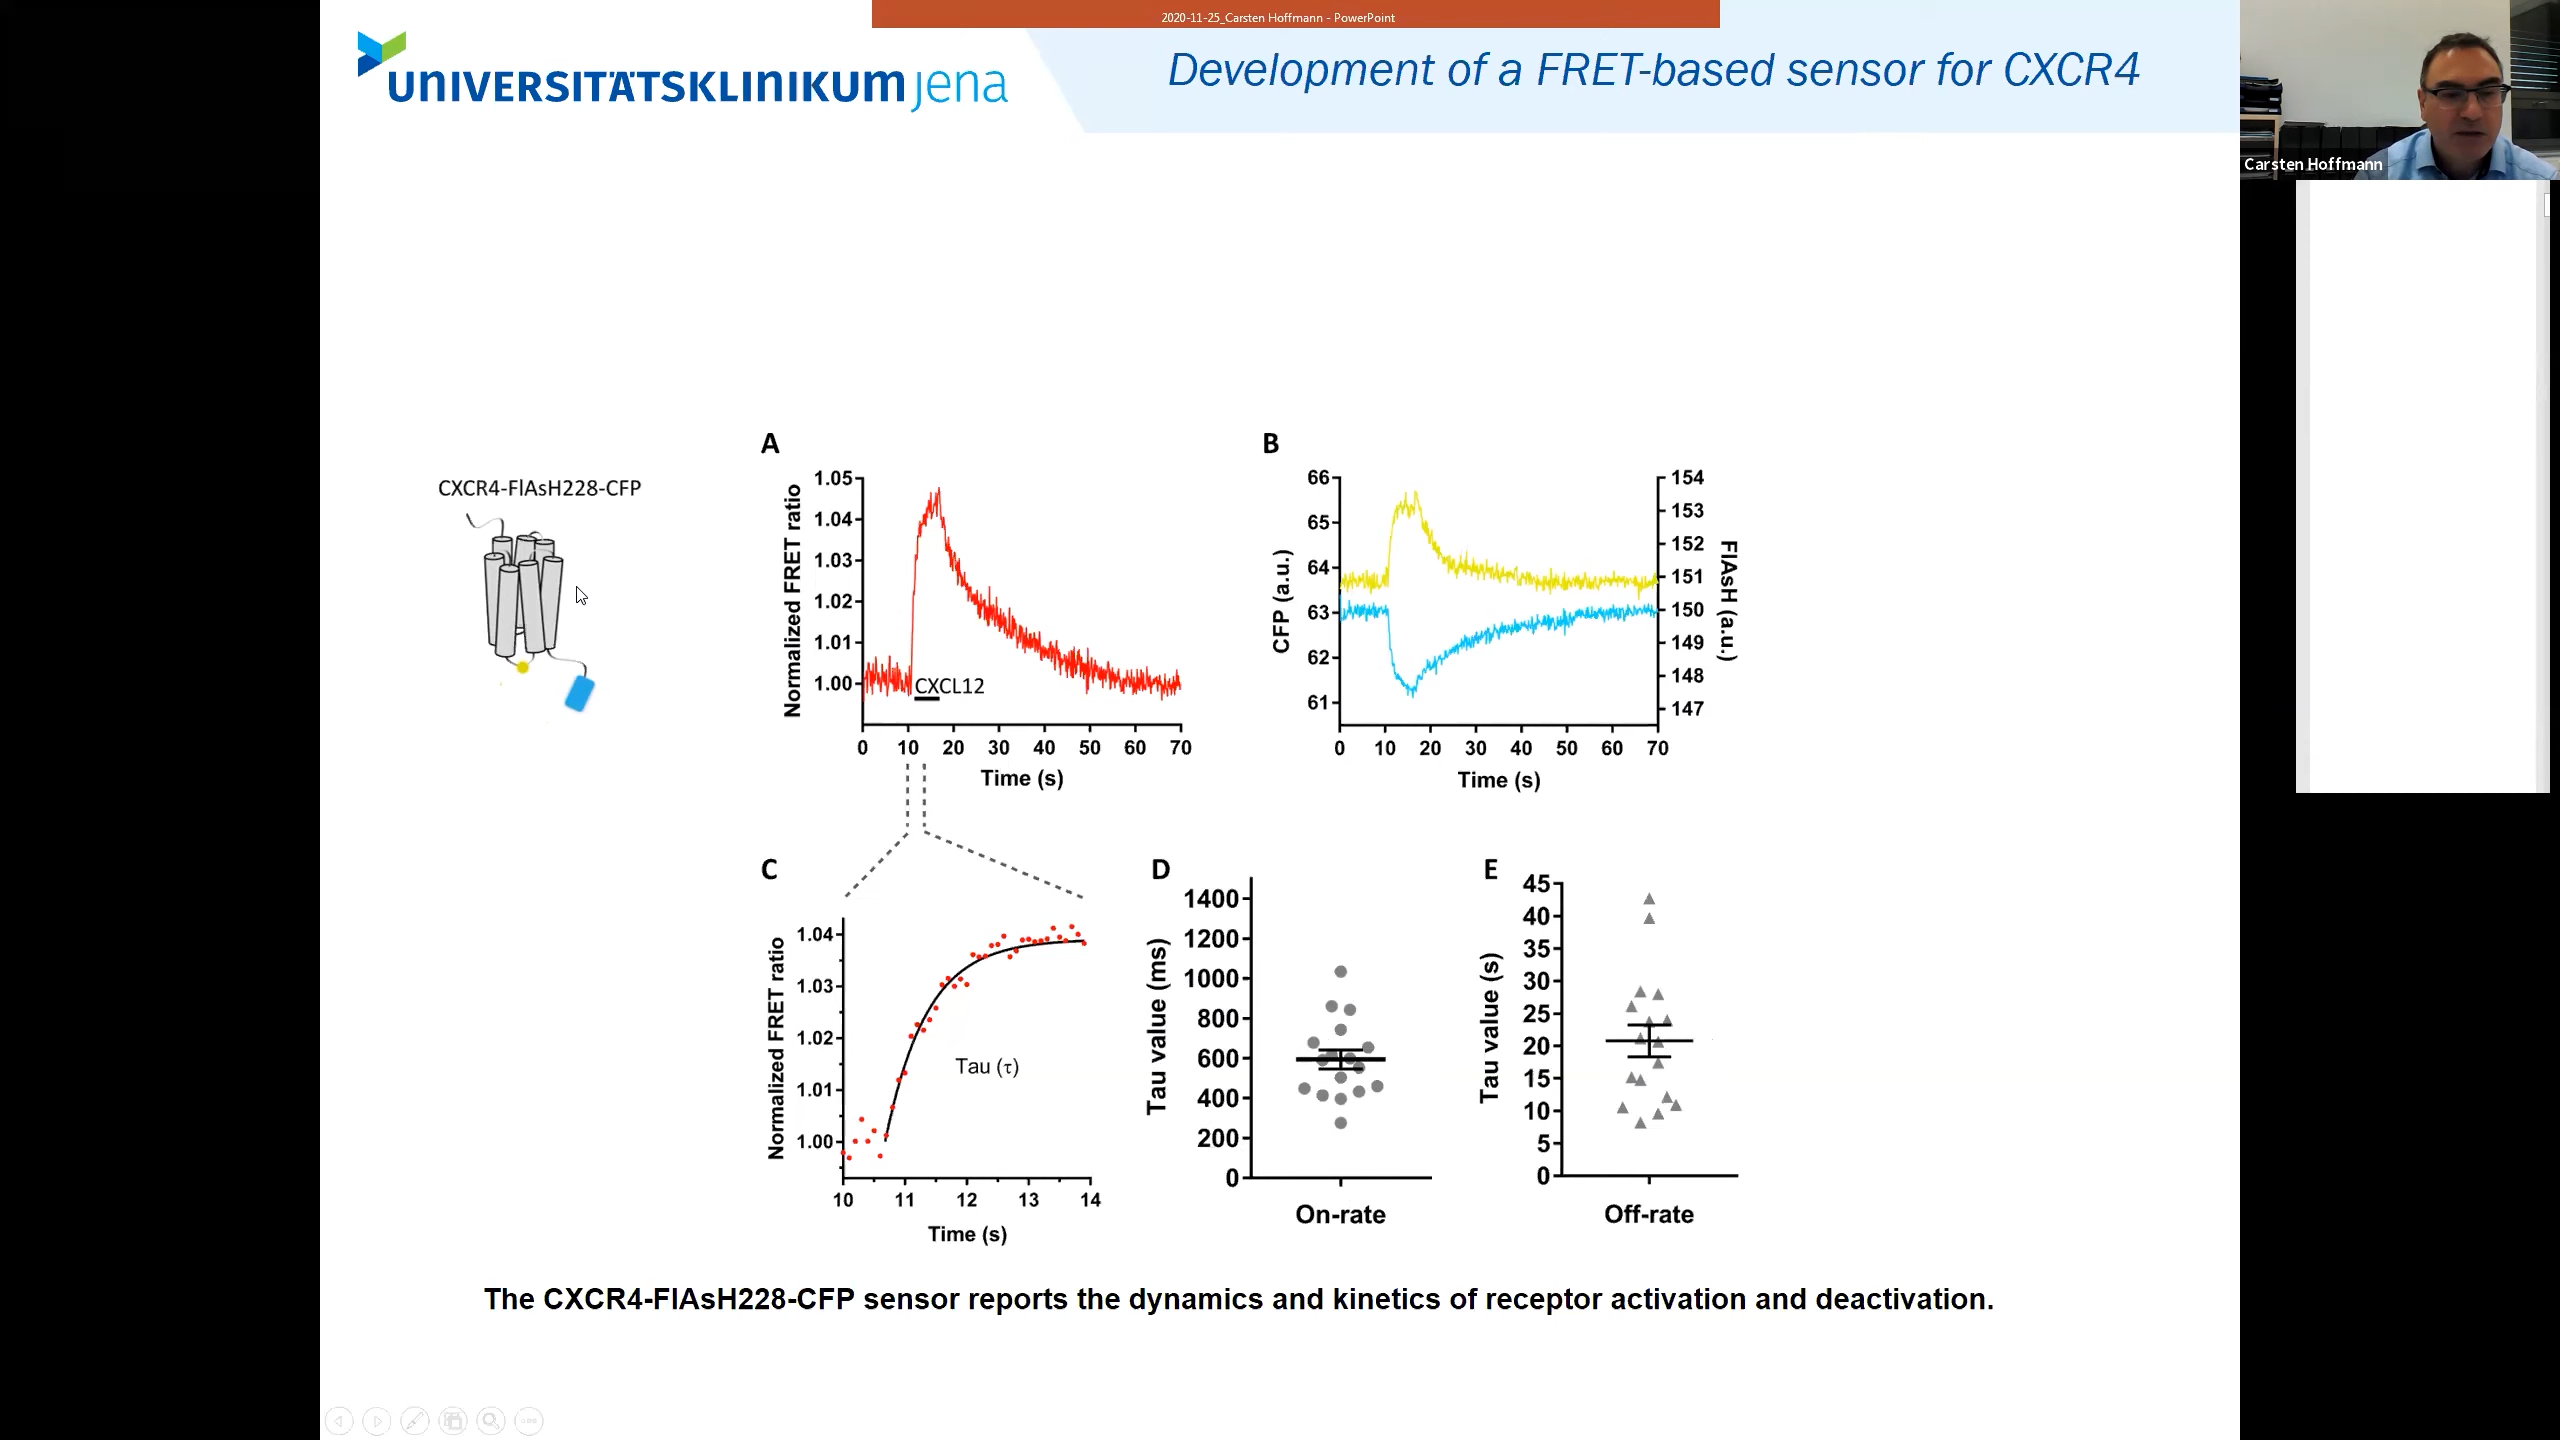 2020-11-25_Carsten Hoffmann - PowerPoint
UNIVERSITÄTSKLINIKUM jena
Development of a FRET-based sensor for CXCR4
Carsten Hoffmann
CXCR4-FlAsH228-CFP
A
Normalized FRET ratio
1.05
1.04
1.03
1.02
1.01
1.00
CXCL12
0 10 20 30 40 50 60 70
Time (s)
B
CFP (a.u.)
66
65
64
63
62
61
154
153
152
151
150
149
148
147
FlAsH (a.u.)
0 10 20 30 40 50 60 70
Time (s)
C
Normalized FRET ratio
1.04
1.03
1.02
1.01
1.00
Tau (τ)
10 11 12 13 14
Time (s)
D
Tau value (ms)
1400
1200
1000
800
600
400
200
0
On-rate
E
Tau value (s)
45
40
35
30
25
20
15
10
5
0
Off-rate
The CXCR4-FlAsH228-CFP sensor reports the dynamics and kinetics of receptor activation and deactivation.